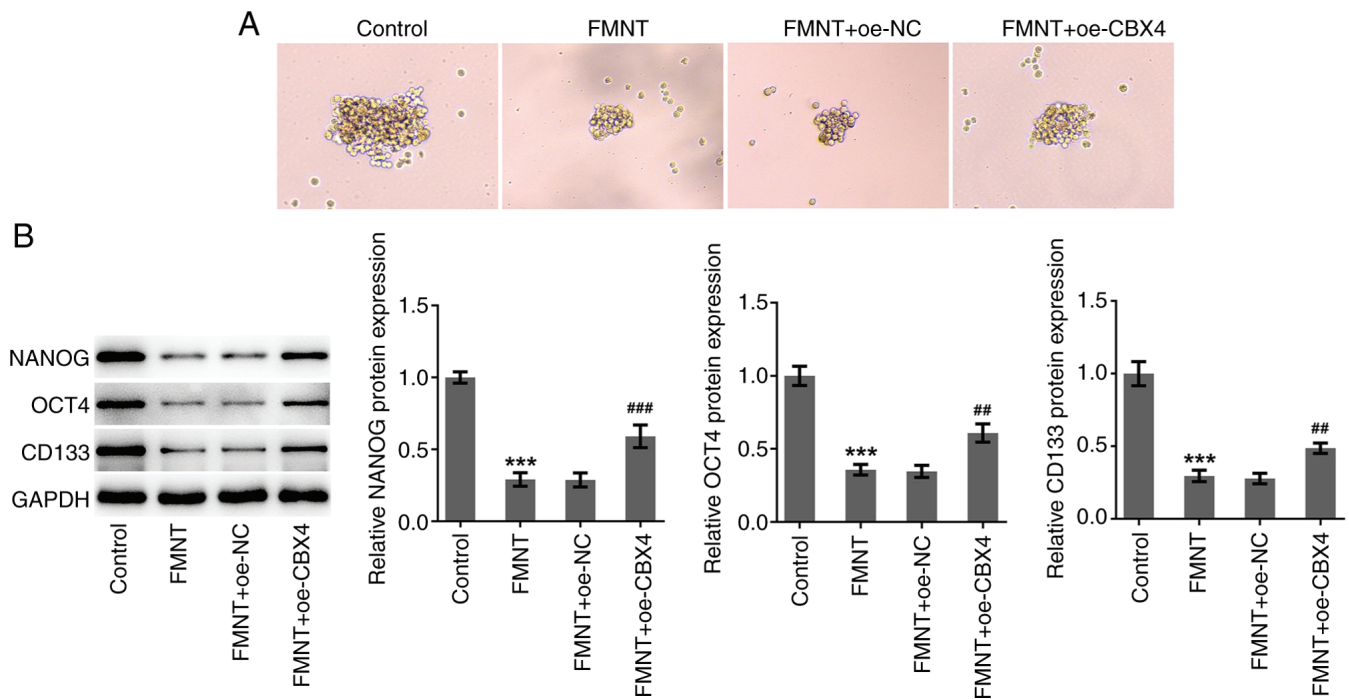 A
Control
FMNT
FMNT+oe-NC
FMNT+oe-CBX4
B
NANOG
OCT4
CD133
GAPDH
Control
FMNT
FMNT+oe-NC
FMNT+oe-CBX4
Relative NANOG protein expression
1.5
1.0
0.5
0.0
***
###
Control
FMNT
FMNT+oe-NC
FMNT+oe-CBX4
Relative OCT4 protein expression
1.5
1.0
0.5
0.0
***
##
Control
FMNT
FMNT+oe-NC
FMNT+oe-CBX4
Relative CD133 protein expression
1.5
1.0
0.5
0.0
***
##
Control
FMNT
FMNT+oe-NC
FMNT+oe-CBX4